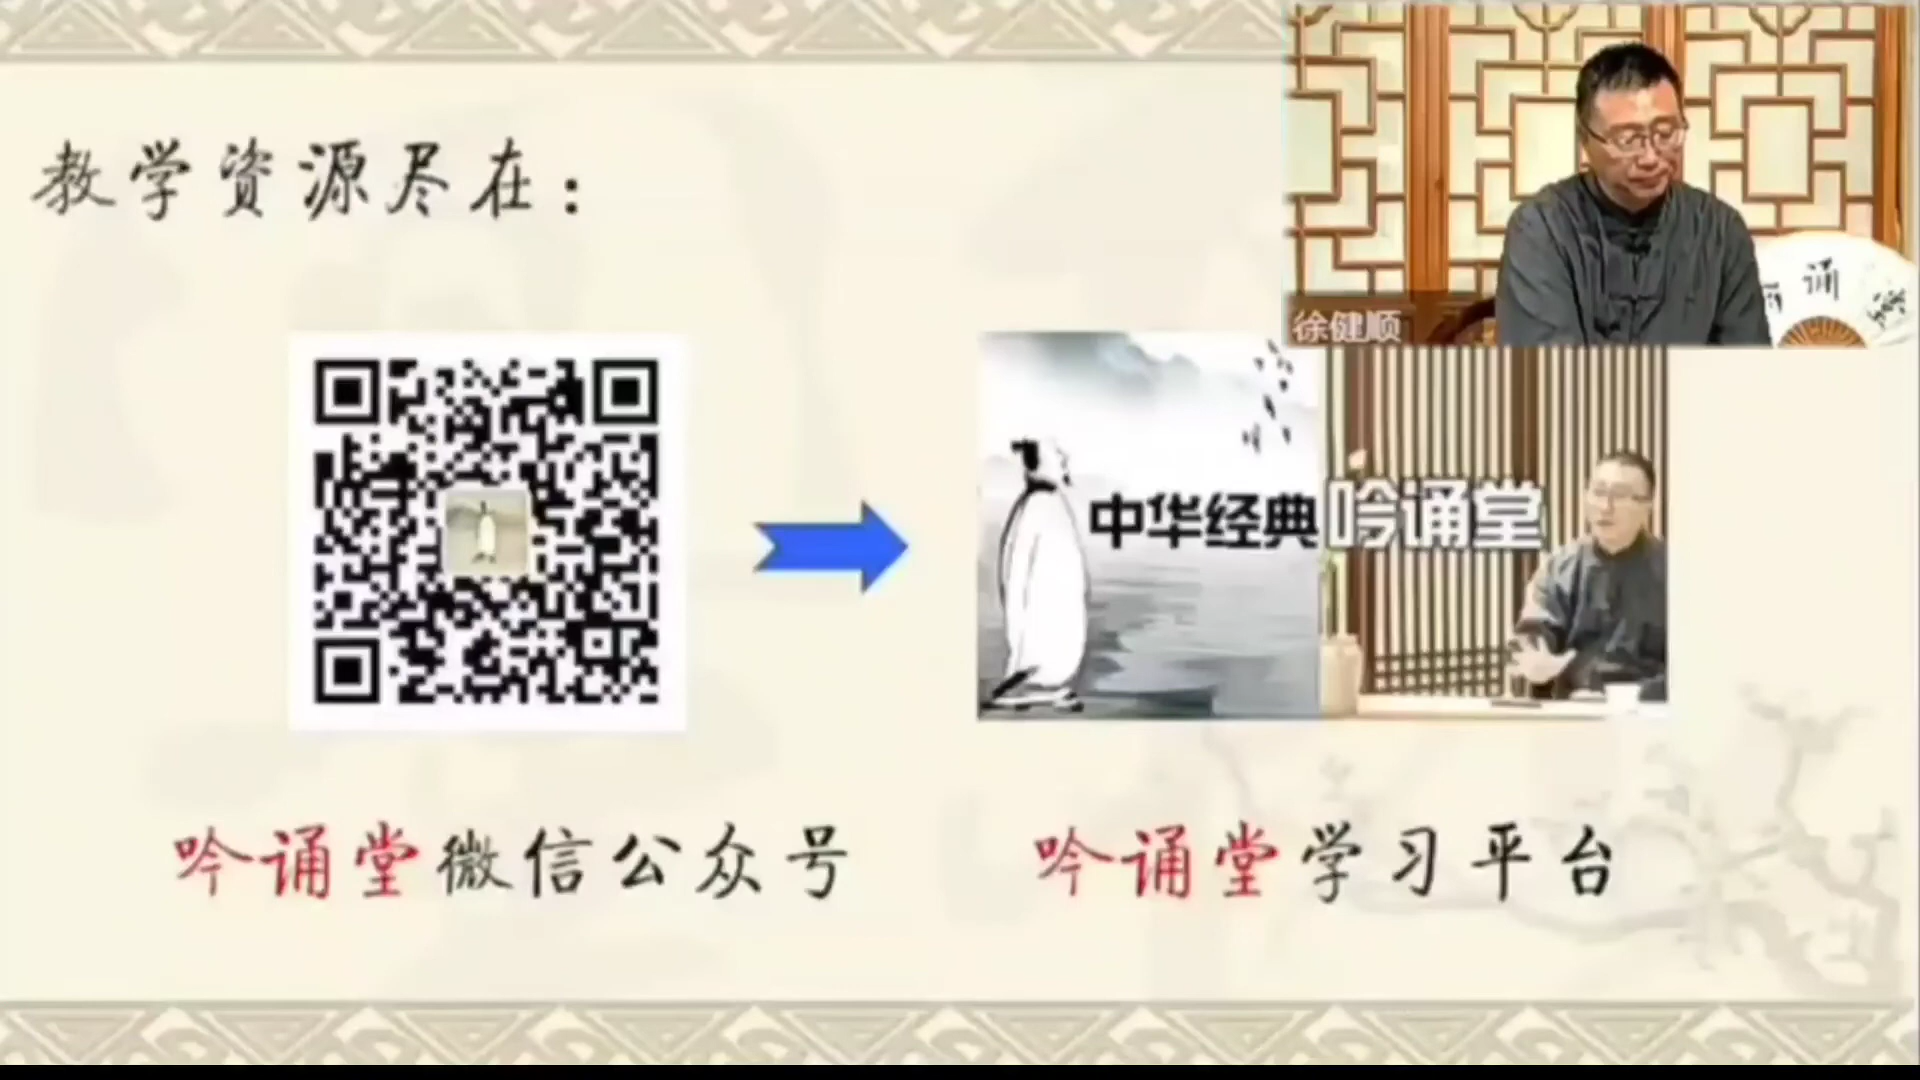 教学资源尽在：
徐健顺
诵
中华经典吟诵堂
吟诵堂微信公众号
吟诵堂学习平台